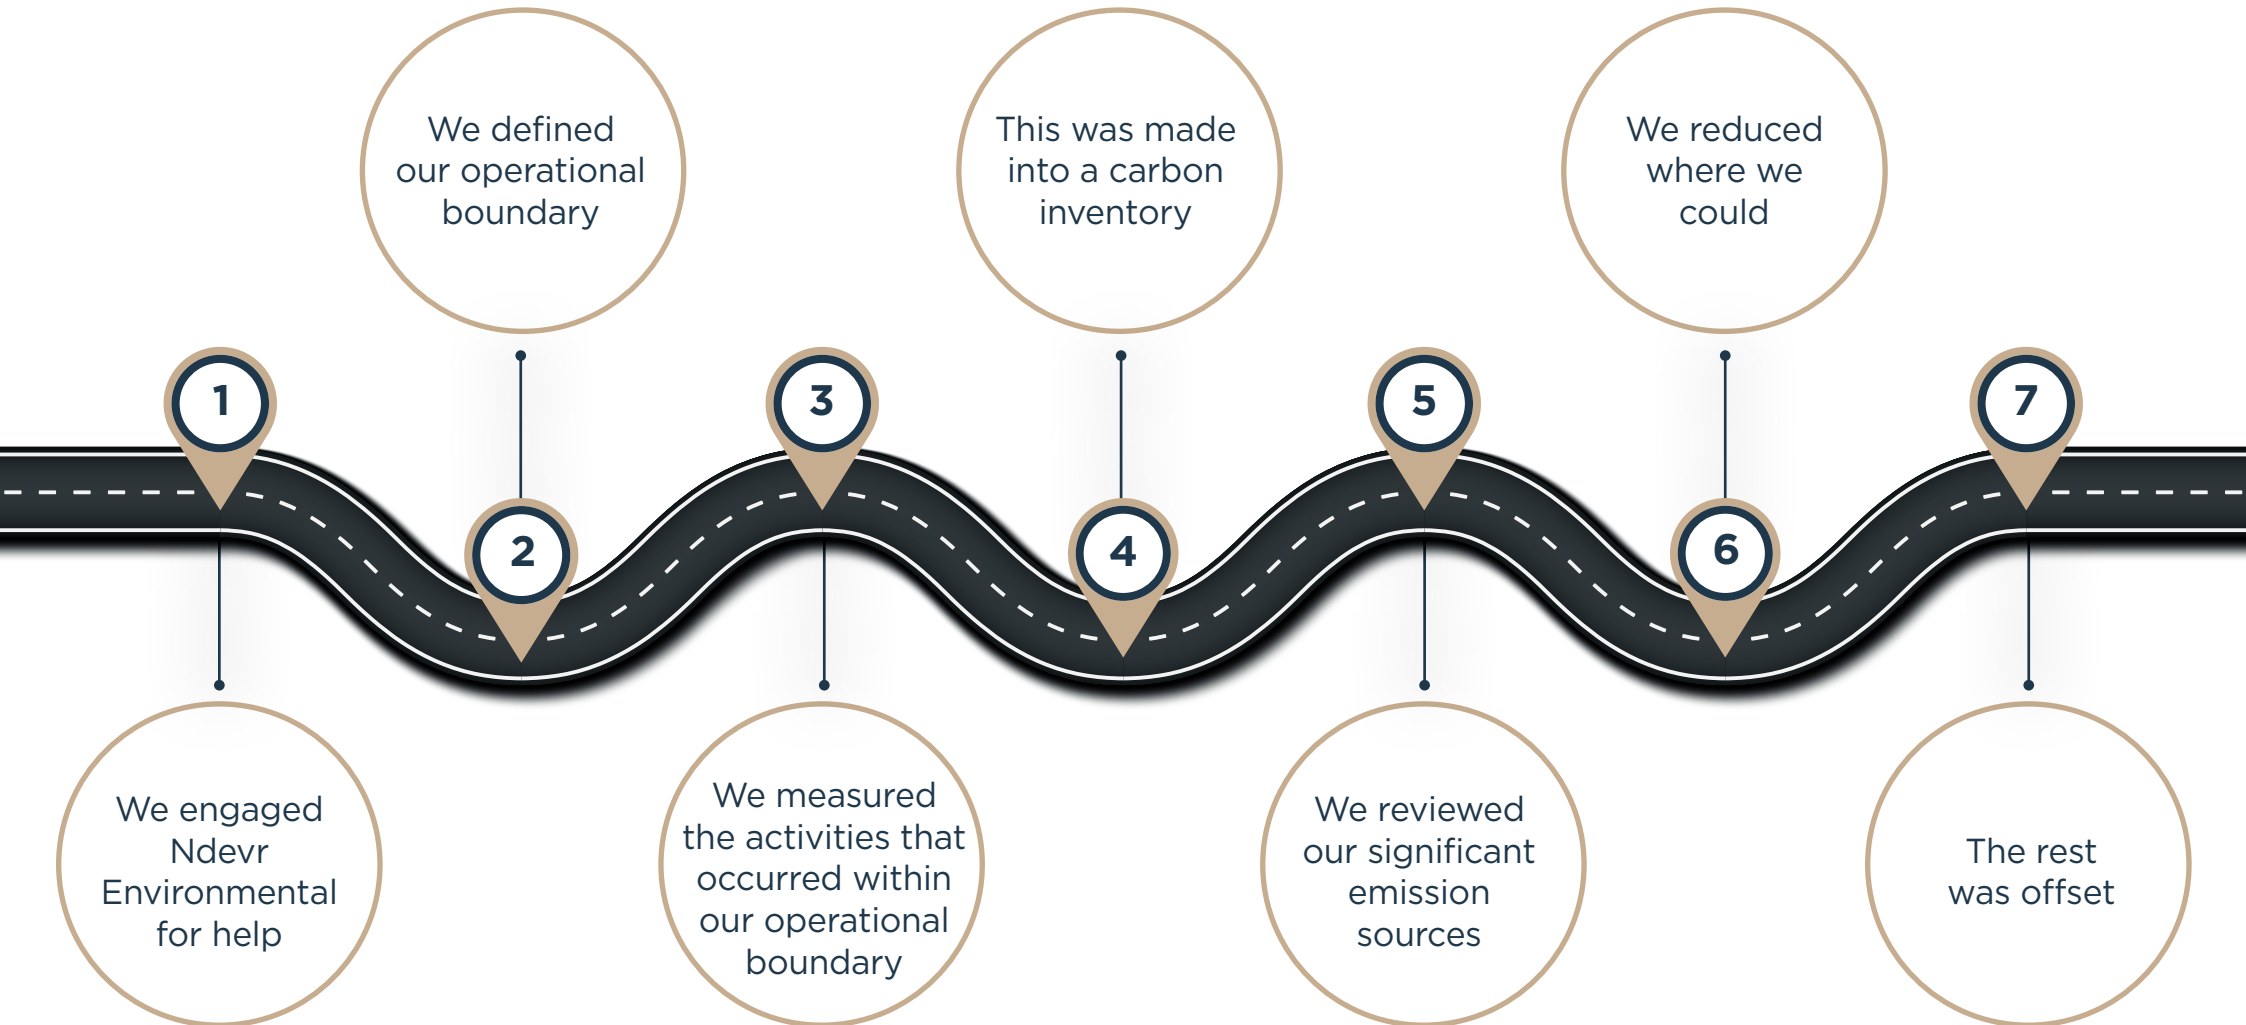 1
We engaged
Ndevr
Environmental
for help
2
We defined
our operational
boundary
3
We measured
the activities that
occurred within
our operational
boundary
4
This was made
into a carbon
inventory
5
We reviewed
our significant
emission
sources
6
We reduced
where we
could
7
The rest
was offset